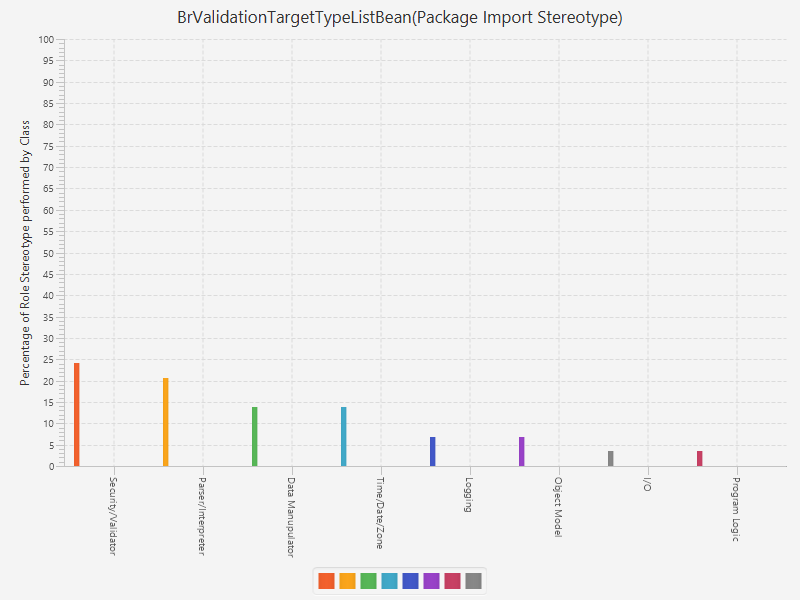 BrValidationTargetTypeListBean(Package Import Stereotype)
Percentage of Role Stereotype performed by Class
100
95
90
85
80
75
70
65
60
55
50
45
40
35
30
25
20
15
10
5
0
Security/Validator
Parser/Interpreter
Data Manupulator
Time/Date/Zone
Logging
Object Model
I/O
Program Logic